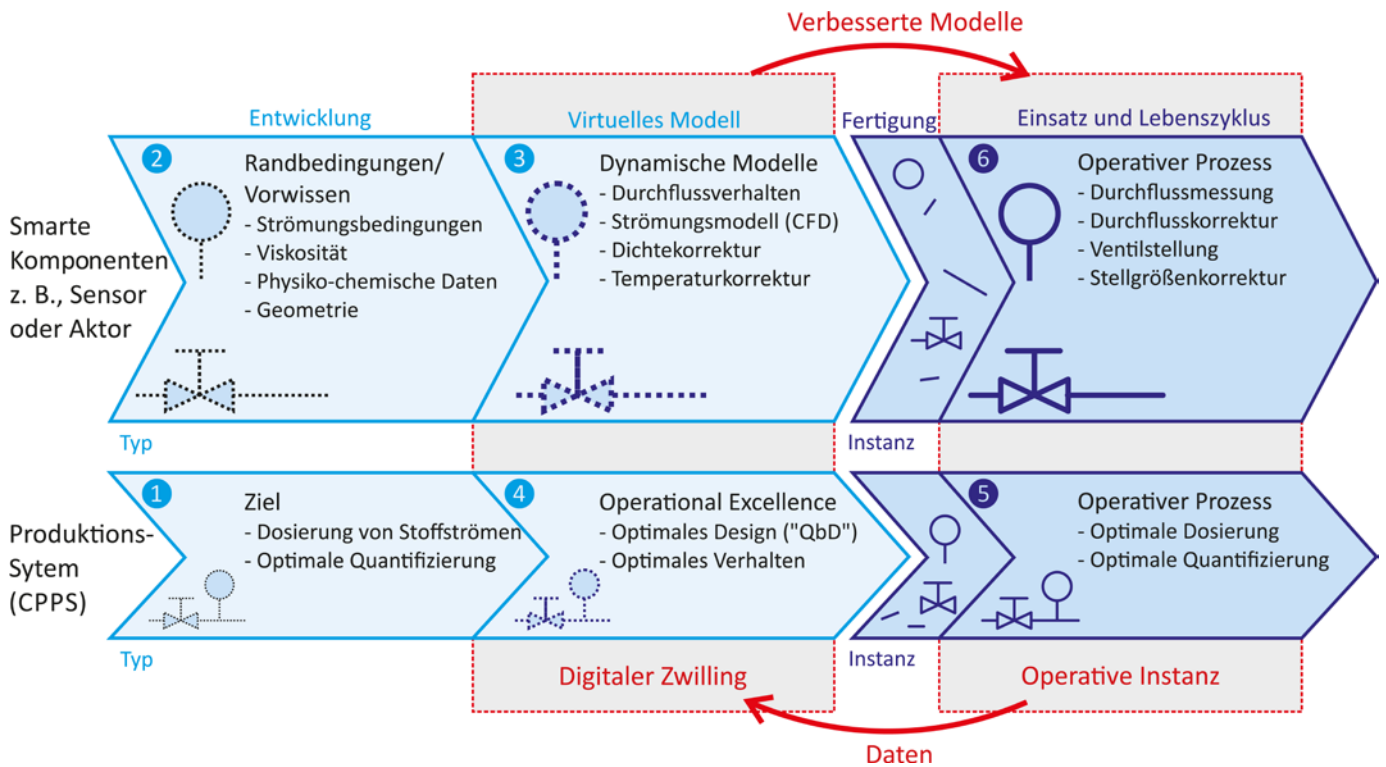 Verbesserte Modelle
Entwicklung
Virtuelles Modell
Fertigung
Einsatz und Lebenszyklus
Smarte
Komponenten
z. B., Sensor
oder Aktor
2
Randbedingungen/
Vorwissen
- Strömungsbedingungen
- Viskosität
- Physiko-chemische Daten
- Geometrie
3
Dynamische Modelle
- Durchflussverhalten
- Strömungsmodell (CFD)
- Dichtekorrektur
- Temperaturkorrektur
6
Operativer Prozess
- Durchflussmessung
- Durchflusskorrektur
- Ventilstellung
- Stellgrößenkorrektur
Typ
Instanz
Produktions-
Sytem
(CPPS)
1
Ziel
- Dosierung von Stoffströmen
- Optimale Quantifizierung
4
Operational Excellence
- Optimales Design ("QbD")
- Optimales Verhalten
5
Operativer Prozess
- Optimale Dosierung
- Optimale Quantifizierung
Typ
Instanz
Digitaler Zwilling
Operative Instanz
Daten